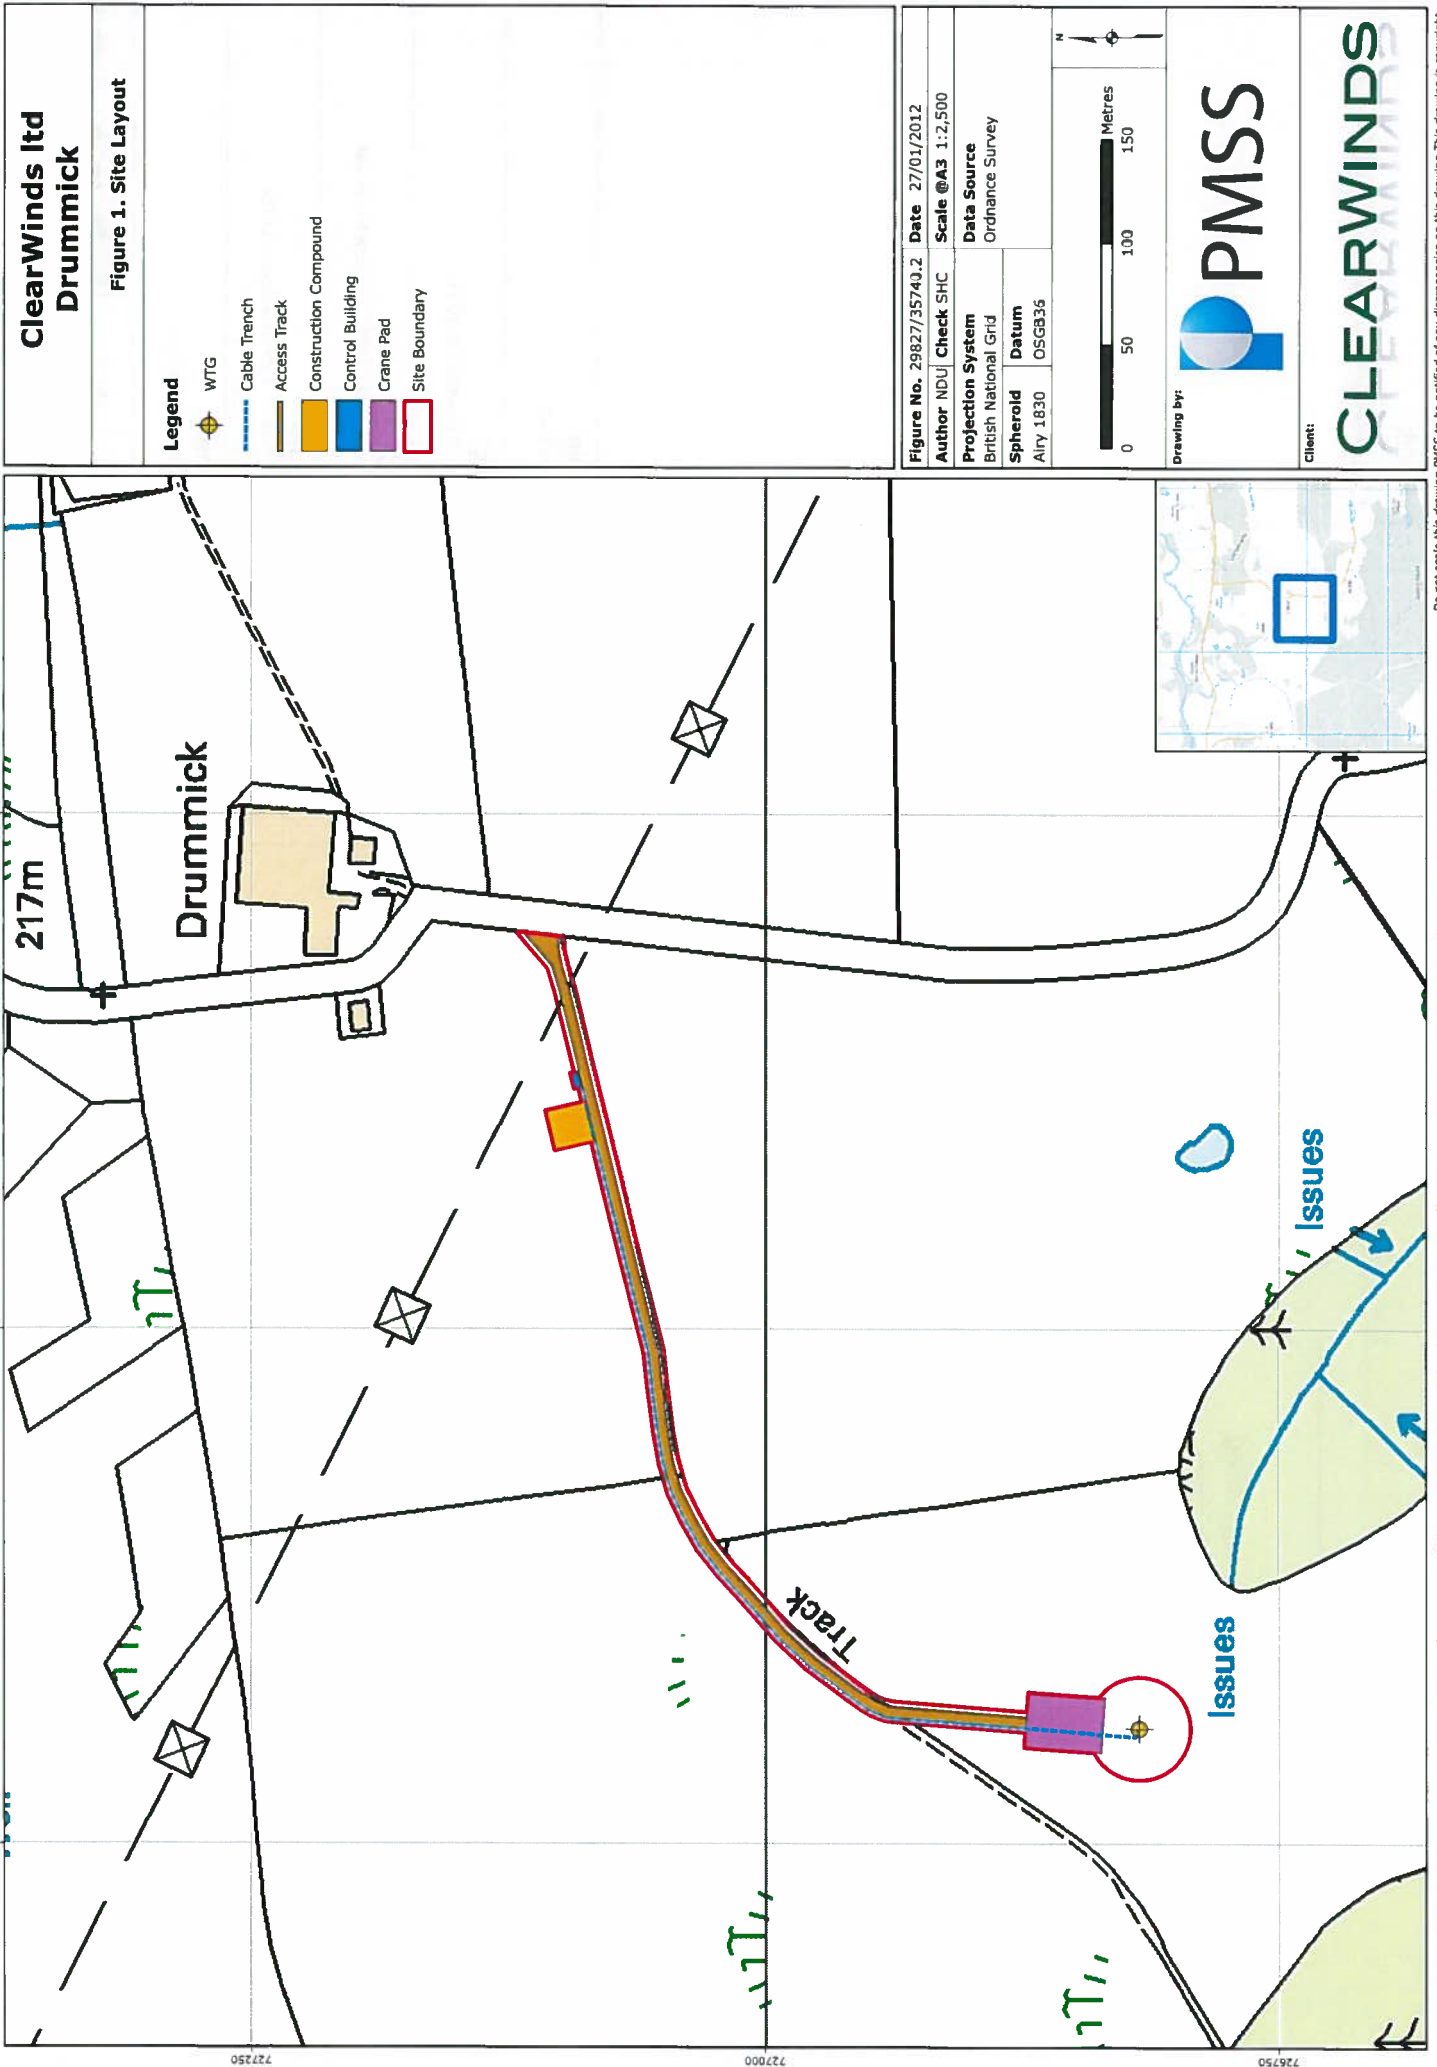 ClearWinds ltd
Drummick
Figure 1. Site Layout
Legend
WTG
Cable Trench
Access Track
Construction Compound
Control Building
Crane Pad
Site Boundary
Figure No. 29827/35740.2 Date 27/01/2012
Author NDU Check SHC Scale @A3 1:2,500
Projection System
British National Grid
Data Source
Ordnance Survey
Spheroid
Airy 1830
Datum
OSGB36
N
0 50 100 150 Metres
Drawing by:
PMSS
Client:
CLEARWINDS
217m
Drummick
Track
Issues
Issues
727250
727000
726750